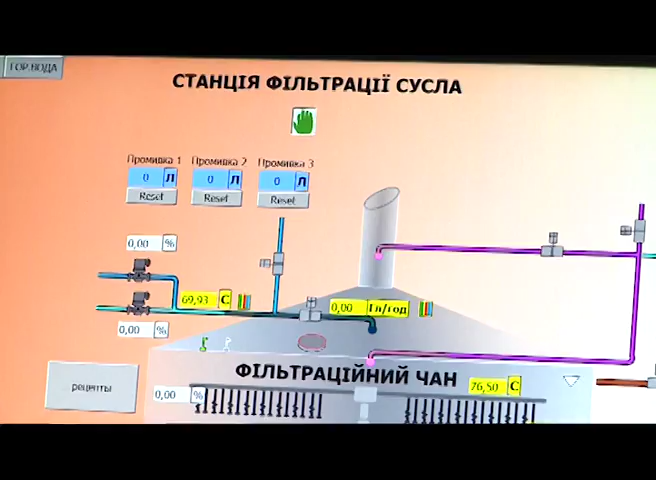 ГОР.ВОДА
СТАНЦІЯ ФІЛЬТРАЦІЇ СУСЛА
Промивка 1 Промивка 2 Промивка 3
0 Л 0 Л 0 Л
Reset Reset Reset
0,00 %
69,93 С 0,00 Гл/год
0,00 %
ФІЛЬТРАЦІЙНИЙ ЧАН
рецепты 0,00 % 76,50 С